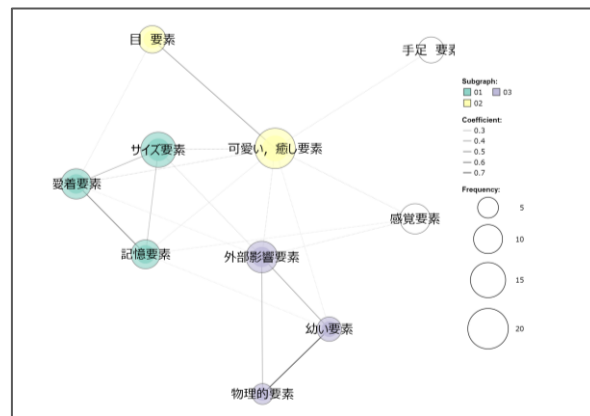 目　要素
手足　要素
サイズ要素
可愛い，癒し要素
愛着要素
感覚要素
記憶要素
外部影響要素
幼い要素
物理的要素
Subgraph:
01 03
02
Coefficient:
0.3
0.4
0.5
0.6
0.7
Frequency:
5
10
15
20